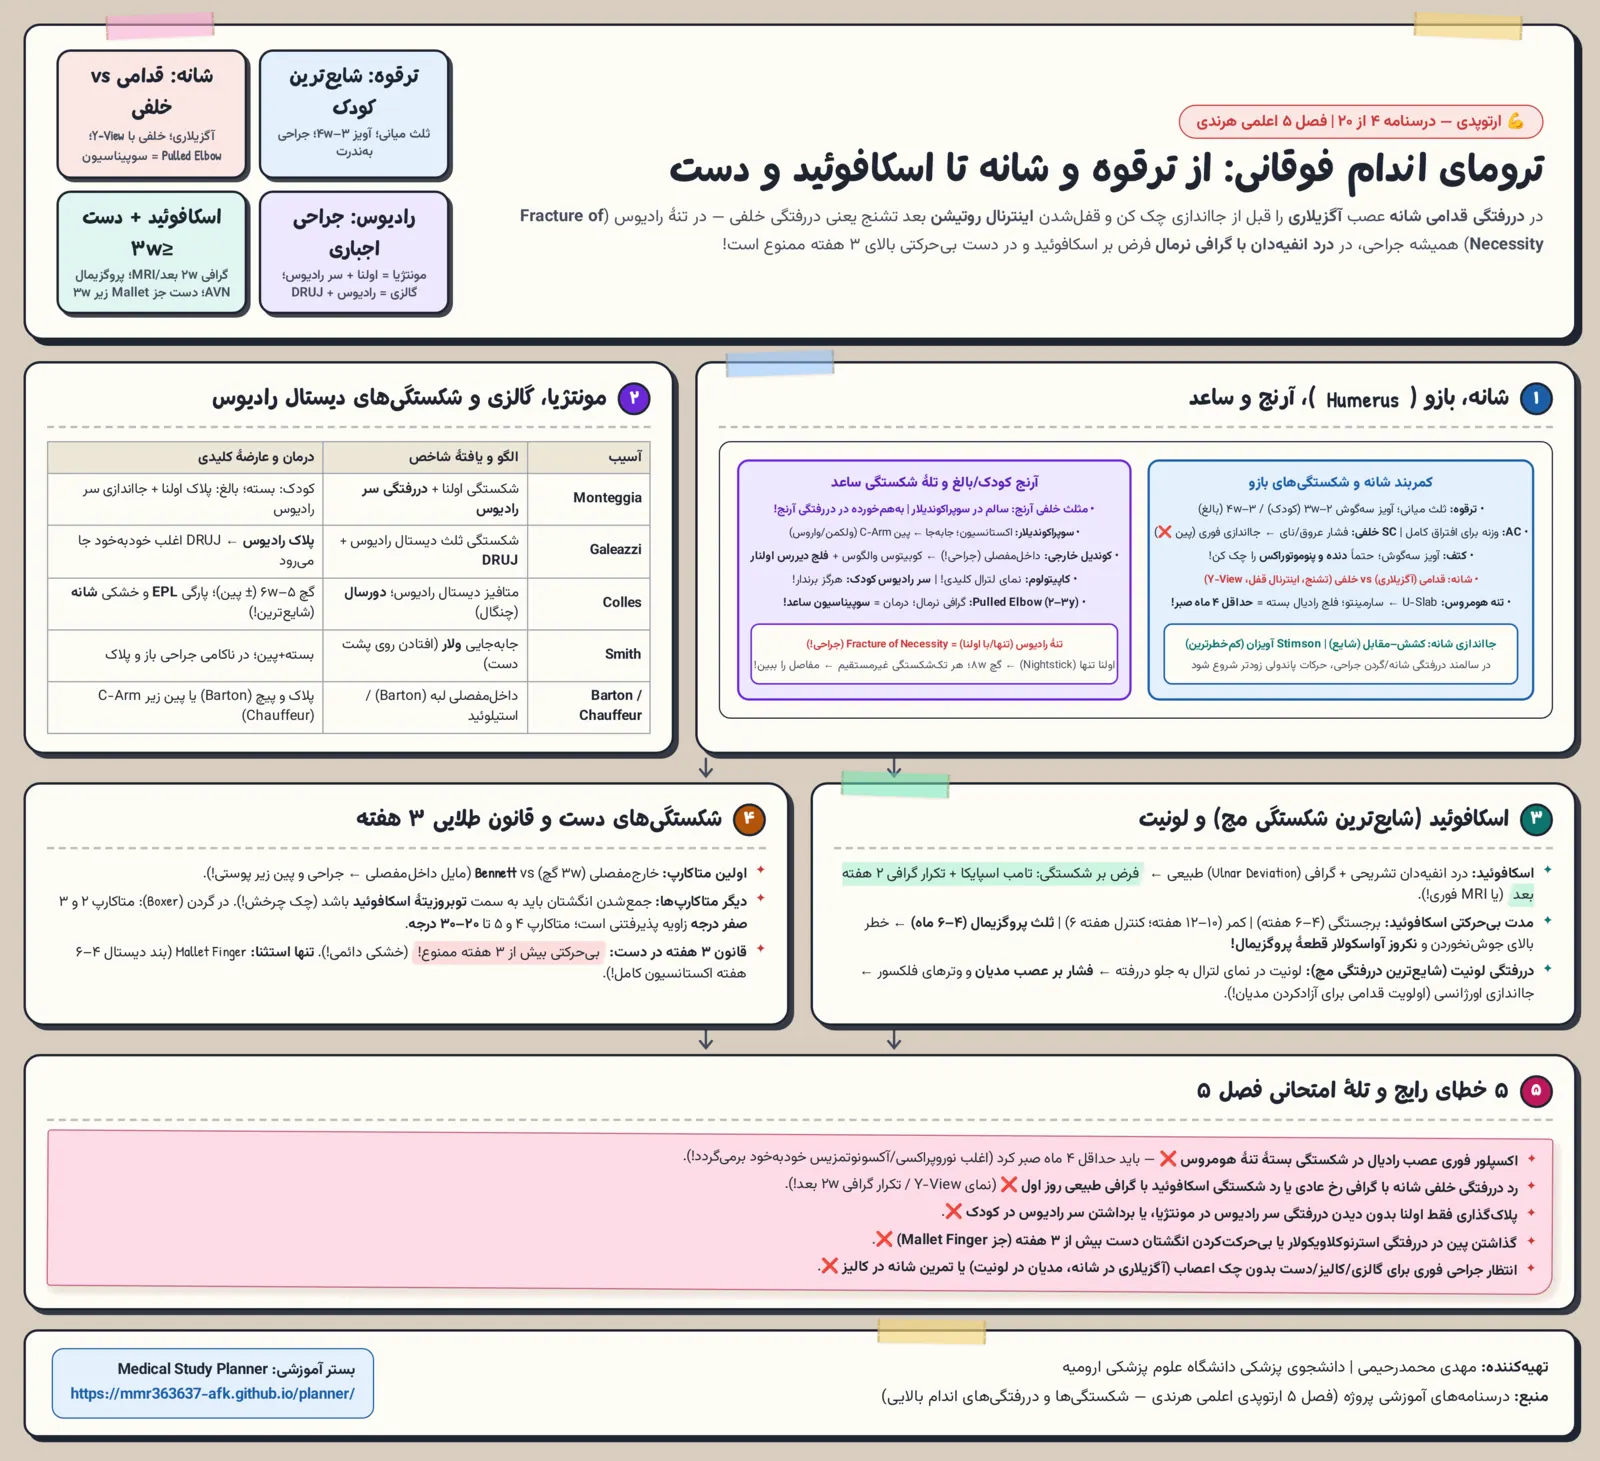 💪 ارتوپدی — درسنامه ۴ از ۲۰ | فصل ۵ اعلمی هرندی
ترومای اندام فوقانی: از ترقوه و شانه تا اسکافوئید و دست
در دررفتگی قدامی شانه عصب آگزیلاری را قبل از جااندازی چک کن و قفل‌شدن اینترنال روتیشن بعد تشنج یعنی دررفتگی خلفی — در تنهٔ رادیوس (Fracture of
Necessity) همیشه جراحی، در درد انفیه‌دان با گرافی نرمال فرض بر اسکافوئید و در دست بی‌حرکتی بالای ۳ هفته ممنوع است!
ترقوه: شایع‌ترین
کودک
ثلث میانی؛ آویز ۳–۴w؛ جراحی
به‌ندرت
شانه: قدامی vs
خلفی
آگزیلاری؛ خلفی با Y-View؛
Pulled Elbow = سوپیناسیون
رادیوس: جراحی
اجباری
مونتژیا = اولنا + سر رادیوس؛
گالزی = رادیوس + DRUJ
اسکافوئید + دست
≤۳w
گرافی ۲w بعد/MRI؛ پروگزیمال
AVN؛ دست جز Mallet زیر ۳w
۱ شانه، بازو ( Humerus )، آرنج و ساعد
کمربند شانه و شکستگی‌های بازو
• ترقوه: ثلث میانی؛ آویز سه‌گوش ۲–۳w (کودک) / ۳–۴w (بالغ)
• AC: وزنه برای افتراق کامل | SC خلفی: فشار عروق/نای ← جااندازی فوری (پین ❌)
• کتف: آویز سه‌گوش؛ حتماً دنده و پنوموتوراکس را چک کن!
• شانه: قدامی (آگزیلاری) vs خلفی (تشنج، اینترنال قفل، Y-View)
• تنه هومروس: U-Slab ← سارمینتو؛ فلج رادیال بسته = حداقل ۴ ماه صبر!
جااندازی شانه: کشش–مقابل (شایع) | Stimson آویزان (کم‌خطرترین)
در سالمند دررفتگی شانه/گردن جراحی، حرکات پاندولی زودتر شروع شود
آرنج کودک/بالغ و تلهٔ شکستگی ساعد
• مثلث خلفی آرنج: سالم در سوپراکوندیلار | به‌هم‌خورده در دررفتگی آرنج!
• سوپراکوندیلار: اکستانسیون؛ جابه‌جا ← پین C-Arm (ولکمن/واروس)
• کوندیل خارجی: داخل‌مفصلی (جراحی!) ← کوبیتوس والگوس + فلج دیررس اولنار
• کاپیتولوم: نمای لترال کلیدی! | سر رادیوس کودک: هرگز برندار!
• Pulled Elbow (۲–۳y): گرافی نرمال؛ درمان = سوپیناسیون ساعد!
تنهٔ رادیوس (تنها/با اولنا) = Fracture of Necessity (جراحی!)
اولنا تنها (Nightstick) ← گچ ۸w؛ هر تک‌شکستگی غیرمستقیم ← مفاصل را ببین!
۲ مونتژیا، گالزی و شکستگی‌های دیستال رادیوس
آسیب | الگو و یافتهٔ شاخص | درمان و عارضهٔ کلیدی
Monteggia | شکستگی اولنا + دررفتگی سر رادیوس | کودک: بسته؛ بالغ: پلاک اولنا + جااندازی سر رادیوس
Galeazzi | شکستگی ثلث دیستال رادیوس + DRUJ | پلاک رادیوس ← DRUJ اغلب خودبه‌خود جا می‌رود
Colles | متافیز دیستال رادیوس؛ دورسال (چنگال) | گچ ۵–۶w (± پین)؛ پارگی EPL و خشکی شانه (شایع‌ترین!)
Smith | جابه‌جایی ولار (افتادن روی پشت دست) | بسته+پین؛ در ناکامی جراحی باز و پلاک
Barton / Chauffeur | داخل‌مفصلی لبه (Barton) / استیلوئید | پلاک و پیچ (Barton) یا پین زیر C-Arm (Chauffeur)
۳ اسکافوئید (شایع‌ترین شکستگی مچ) و لونیت
✦ اسکافوئید: درد انفیه‌دان تشریحی + گرافی (Ulnar Deviation) طبیعی ← فرض بر شکستگی: تامب اسپایکا + تکرار گرافی ۲ هفته
بعد (یا MRI فوری!).
✦ مدت بی‌حرکتی اسکافوئید: برجستگی (۴–۶ هفته) | کمر (۱۰–۱۲ هفته؛ کنترل هفته ۶) | ثلث پروگزیمال (۴–۶ ماه) ← خطر
بالای جوش‌نخوردن و نکروز آواسکولار قطعهٔ پروگزیمال!
✦ دررفتگی لونیت (شایع‌ترین دررفتگی مچ): لونیت در نمای لترال به جلو دررفته ← فشار بر عصب مدیان و وترهای فلکسور ←
جااندازی اورژانسی (اولویت قدامی برای آزادکردن مدیان!).
۴ شکستگی‌های دست و قانون طلایی ۳ هفته
✦ اولین متاکارپ: خارج‌مفصلی (۳w گچ) vs Bennett (مایل داخل‌مفصلی ← جراحی و پین زیر پوستی!).
✦ دیگر متاکارپ‌ها: جمع‌شدن انگشتان باید به سمت توبروزیتهٔ اسکافوئید باشد (چک چرخش!). در گردن (Boxer): متاکارپ ۲ و ۳
صفر درجه زاویه پذیرفتنی است؛ متاکارپ ۴ و ۵ تا ۲۰–۳۰ درجه.
✦ قانون ۳ هفته در دست: بی‌حرکتی بیش از ۳ هفته ممنوع! (خشکی دائمی!). تنها استثنا: Mallet Finger (بند دیستال ۴–۶
هفته اکستانسیون کامل!).
۵ ۵ خطای رایج و تلهٔ امتحانی فصل ۵
✦ اکسپلور فوری عصب رادیال در شکستگی بستهٔ تنهٔ هومروس ❌ — باید حداقل ۴ ماه صبر کرد (اغلب نوروپراکسی/آکسونوتمزیس خودبه‌خود برمی‌گردد!).
✦ رد دررفتگی خلفی شانه با گرافی رخ عادی یا رد شکستگی اسکافوئید با گرافی طبیعی روز اول ❌ (نمای Y-View / تکرار گرافی ۲w بعد!).
✦ پلاک‌گذاری فقط اولنا بدون دیدن دررفتگی سر رادیوس در مونتژیا، یا برداشتن سر رادیوس در کودک ❌.
✦ گذاشتن پین در دررفتگی استرنوکلاویکولار یا بی‌حرکت‌کردن انگشتان دست بیش از ۳ هفته (جز Mallet Finger) ❌.
✦ انتظار جراحی فوری برای گالزی/کالیز/دست بدون چک اعصاب (آگزیلاری در شانه، مدیان در لونیت) یا تمرین شانه در کالیز ❌.
تهیه‌کننده: مهدی محمدرحیمی | دانشجوی پزشکی دانشگاه علوم پزشکی ارومیه
منبع: درسنامه‌های آموزشی پروژه (فصل ۵ ارتوپدی اعلمی هرندی — شکستگی‌ها و دررفتگی‌های اندام بالایی)
بستر آموزشی: Medical Study Planner
https://mmr363637-afk.github.io/planner/